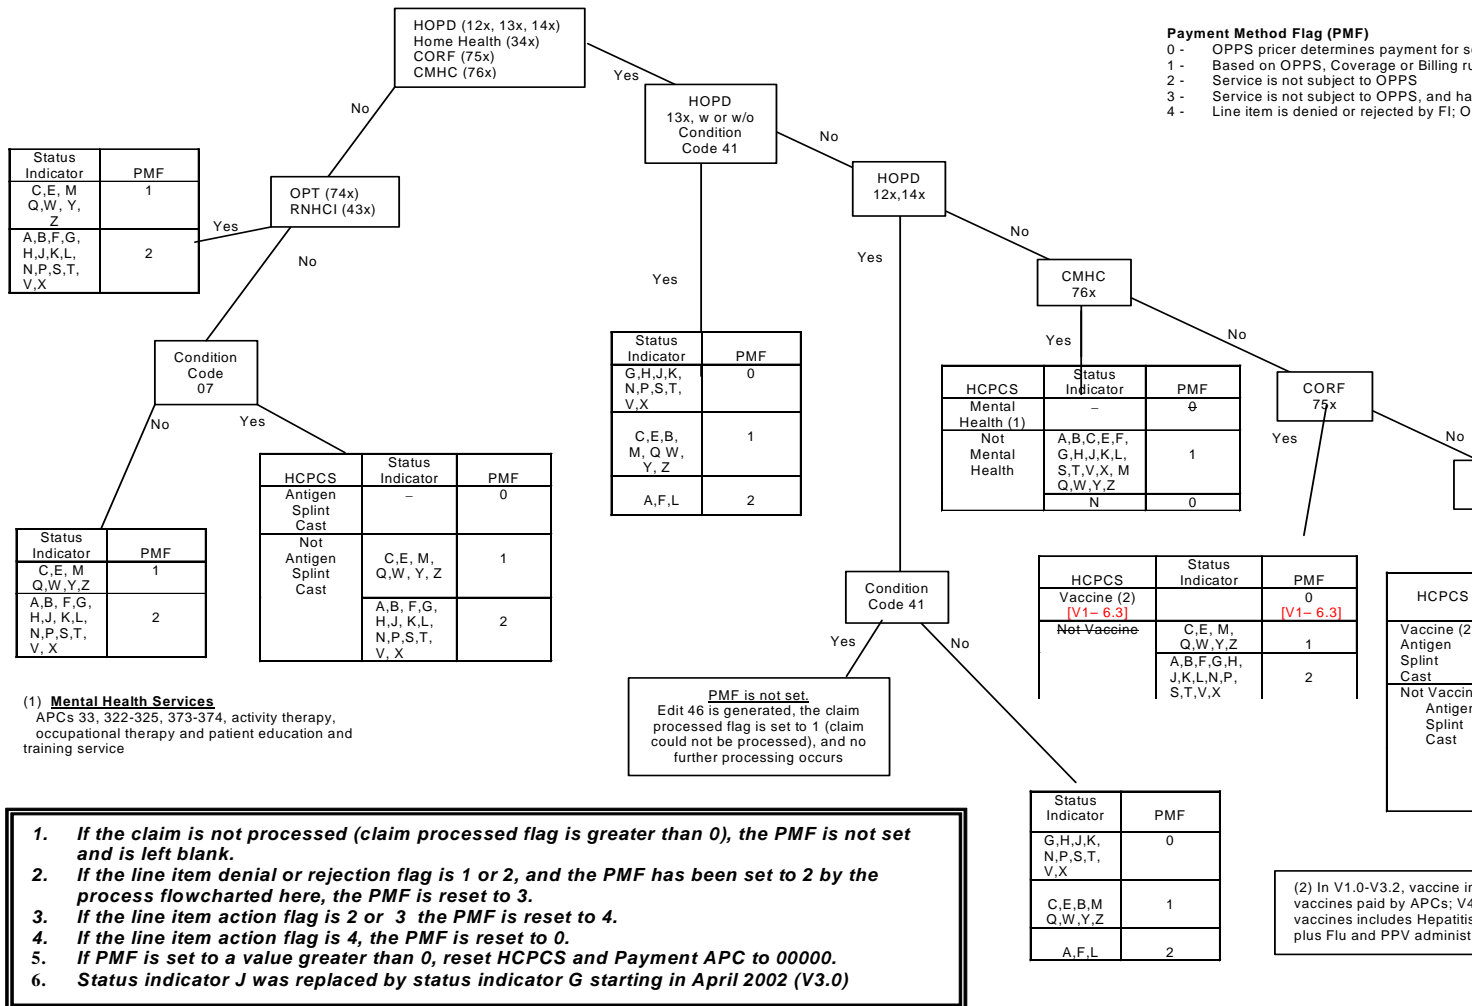 HOPD (12x, 13x, 14x)
Home Health (34x)
CORF (75x)
CMHC (76x)
Payment Method Flag (PMF)
0 - OPPS pricer determines payment for
1 - Based on OPPS, Coverage or Billing
2 - Service is not subject to OPPS
3 - Service is not subject to OPPS, and
4 - Line item is denied or rejected by FI;
Yes
No
HOPD
13x, w or w/o
Condition
Code 41
No
HOPD
12x,14x
Status
Indicator PMF
C,E, M
Q,W, Y,
Z 1
A,B,F,G,
H,J,K,L,
N,P,S,T,
V,X 2
OPT (74x)
RNHCI (43x)
Yes
No
Yes
Yes
No
CMHC
76x
Yes
No
Condition
Code
07
No
Yes
Status
Indicator PMF
G,H,J,K,
N,P,S,T,
V,X 0
C,E,B,
M, Q W,
Y, Z 1
A,F,L 2
HCPCS Status Indicator PMF
Mental
Health (1) – 0
Not
Mental
Health
A,B,C,E,F,
G,H,J,K,L,
S,T,V,X, M
Q,W,Y,Z 1
N 0
CORF
75x
Yes
No
HCPCS Status Indicator PMF
Antigen
Splint
Cast – 0
Not
Antigen
Splint
Cast
C,E, M,
Q,W, Y, Z 1
A,B, F,G,
H,J, K,L,
N,P,S,T,
V, X 2
Status
Indicator PMF
C,E, M
Q,W,Y,Z 1
A,B, F,G,
H,J, K,L,
N,P,S,T,
V, X 2
Condition
Code 41
Yes
No
HCPCS Status Indicator PMF
Vaccine (2) 0
[V1– 6.3] [V1– 6.3]
Not Vaccine
C,E, M,
Q,W,Y,Z 1
A,B,F,G,H,
J,K,L,N,P,
S,T,V,X 2
HCPCS
Vaccine (2
Antigen
Splint
Cast
Not
Antigen
Splint
Cast
(1) Mental Health Services
APCs 33, 322-325, 373-374, activity therapy,
occupational therapy and patient education and
training service
PMF is not set.
Edit 46 is generated, the claim
processed flag is set to 1 (claim
could not be processed), and no
further processing occurs
Status
Indicator PMF
G,H,J,K,
N,P,S,T,
V,X 0
C,E,B,M
Q,W,Y,Z 1
A,F,L 2
1. If the claim is not processed (claim processed flag is greater than 0), the PMF is not set
and is left blank.
2. If the line item denial or rejection flag is 1 or 2, and the PMF has been set to 2 by the
process flowcharted here, the PMF is reset to 3.
3. If the line item action flag is 2 or 3 the PMF is reset to 4.
4. If the line item action flag is 4, the PMF is reset to 0.
5. If PMF is set to a value greater than 0, reset HCPCS and Payment APC to 00000.
6. Status indicator J was replaced by status indicator G starting in April 2002 (V3.0)
(2) In V1.0-V3.2, vaccine
vaccines paid by APCs;
vaccines includes
plus Flu and PPV